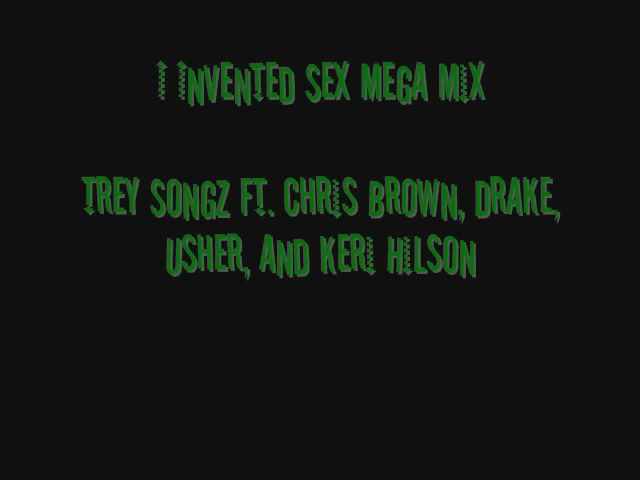 I INVENTED SEX MEGA MIX
TREY SONGZ FT. CHRIS BROWN, DRAKE,
USHER, AND KERI HILSON